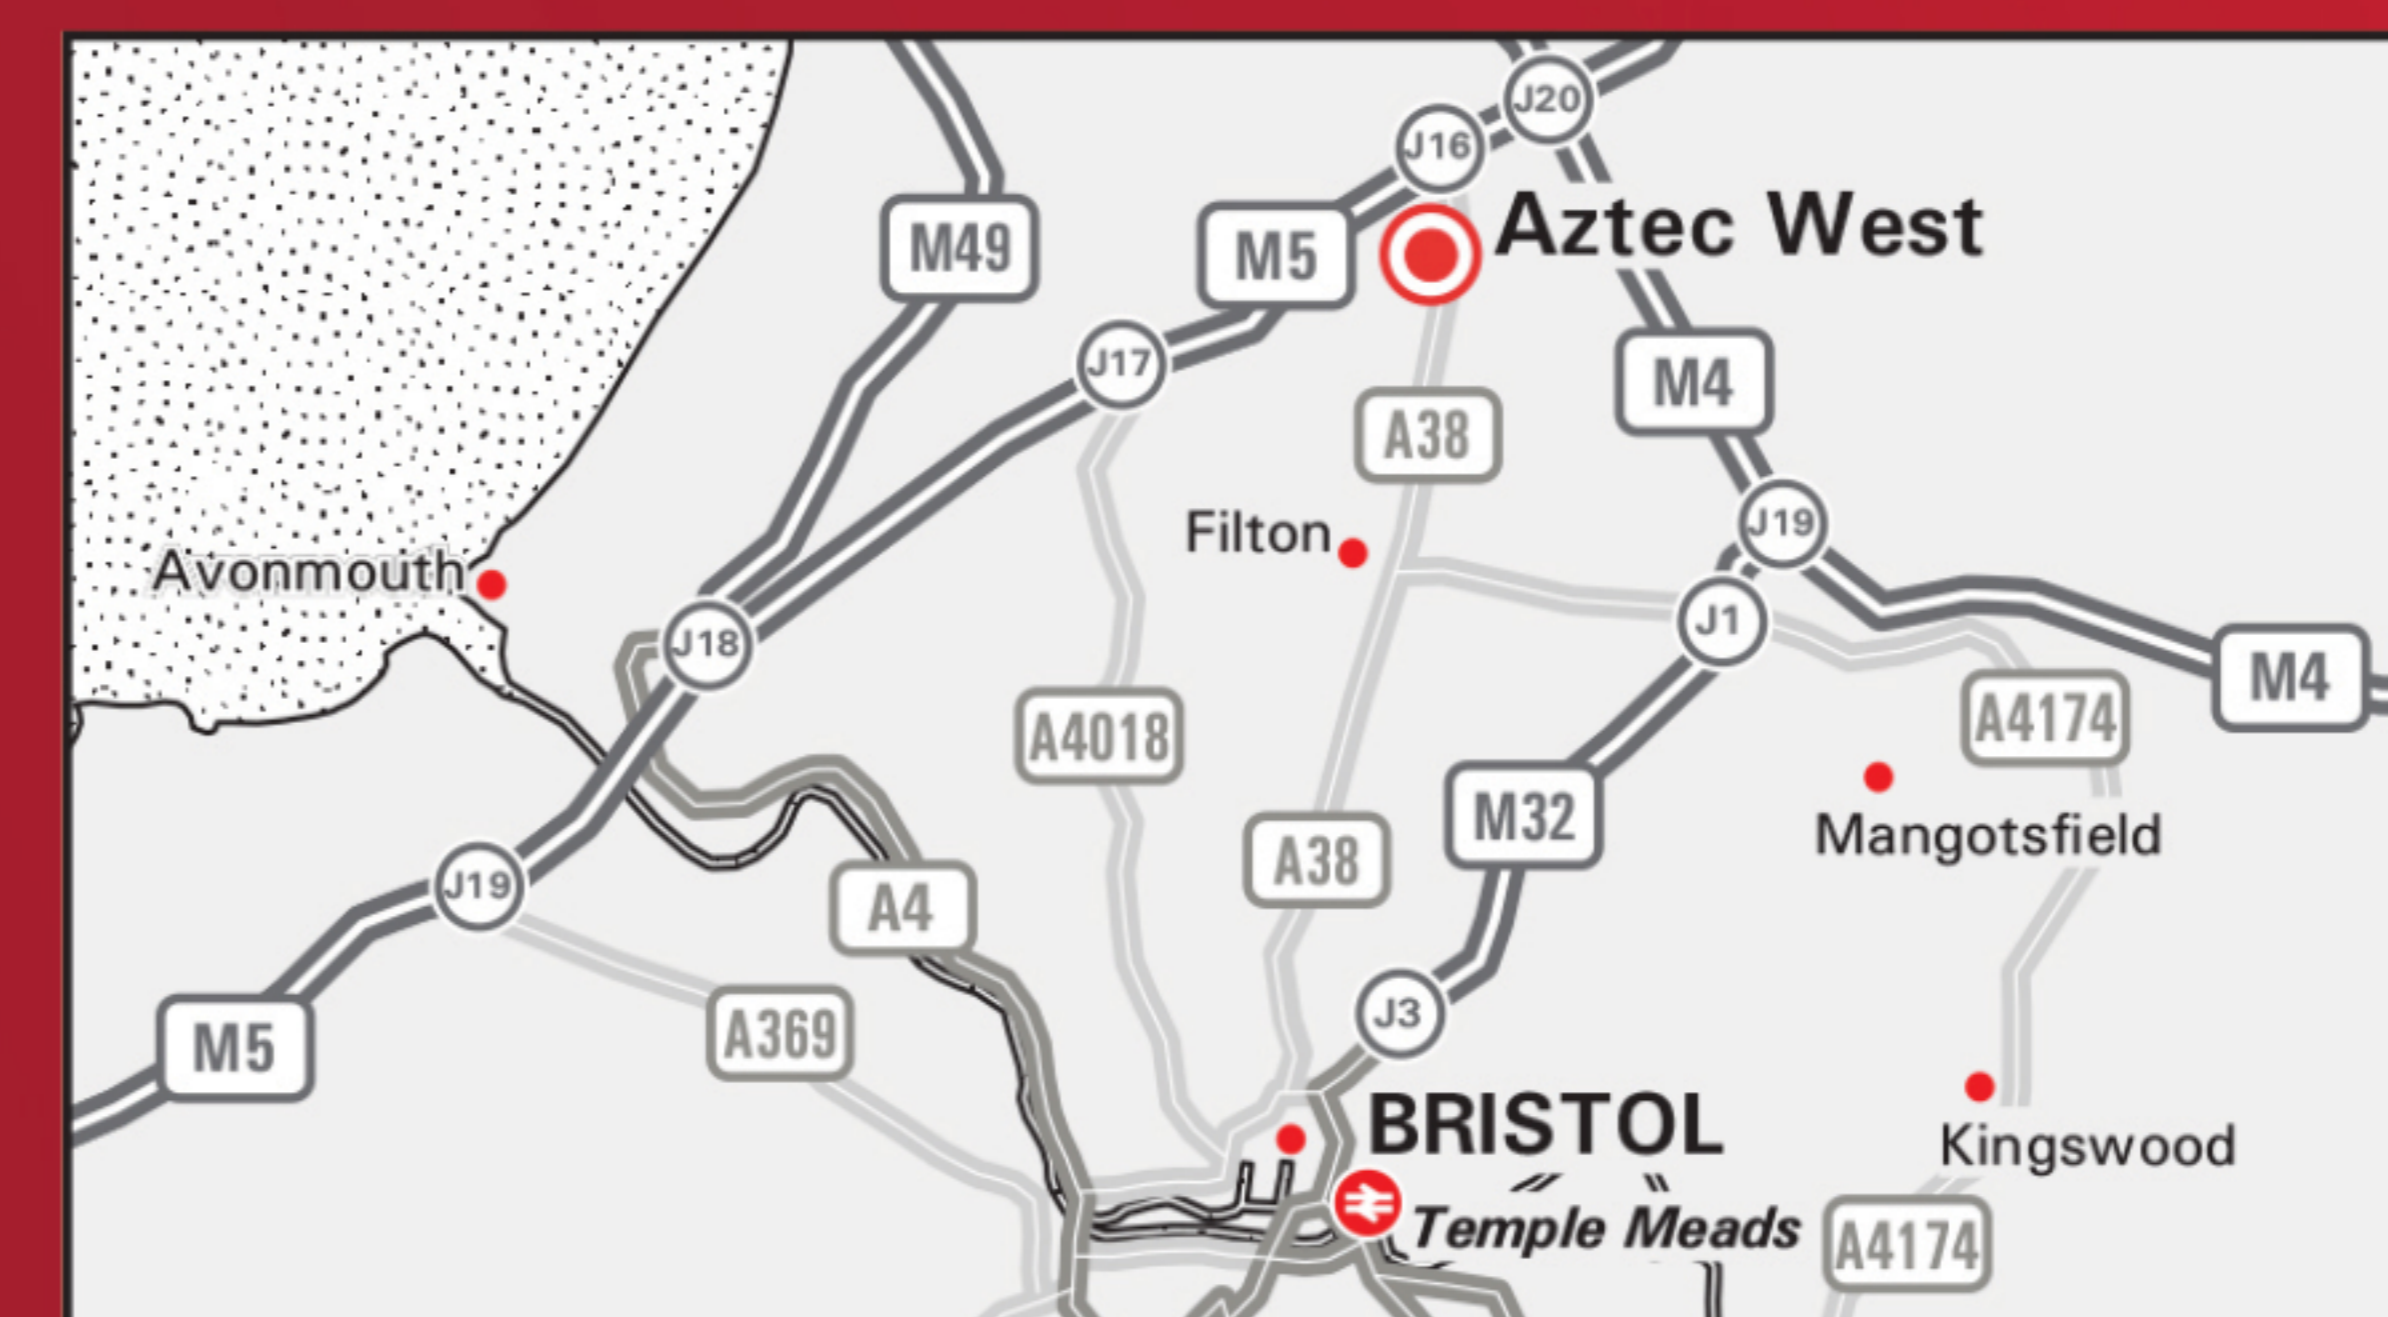 J20
J16
Aztec West
M49
M5
J17
M4
A38
Filton
J19
Avonmouth
J1
J18
M4
A4174
A4018
Mangotsfield
M32
A38
J19
A4
J3
A369
M5
BRISTOL
Kingswood
Temple Meads
A4174